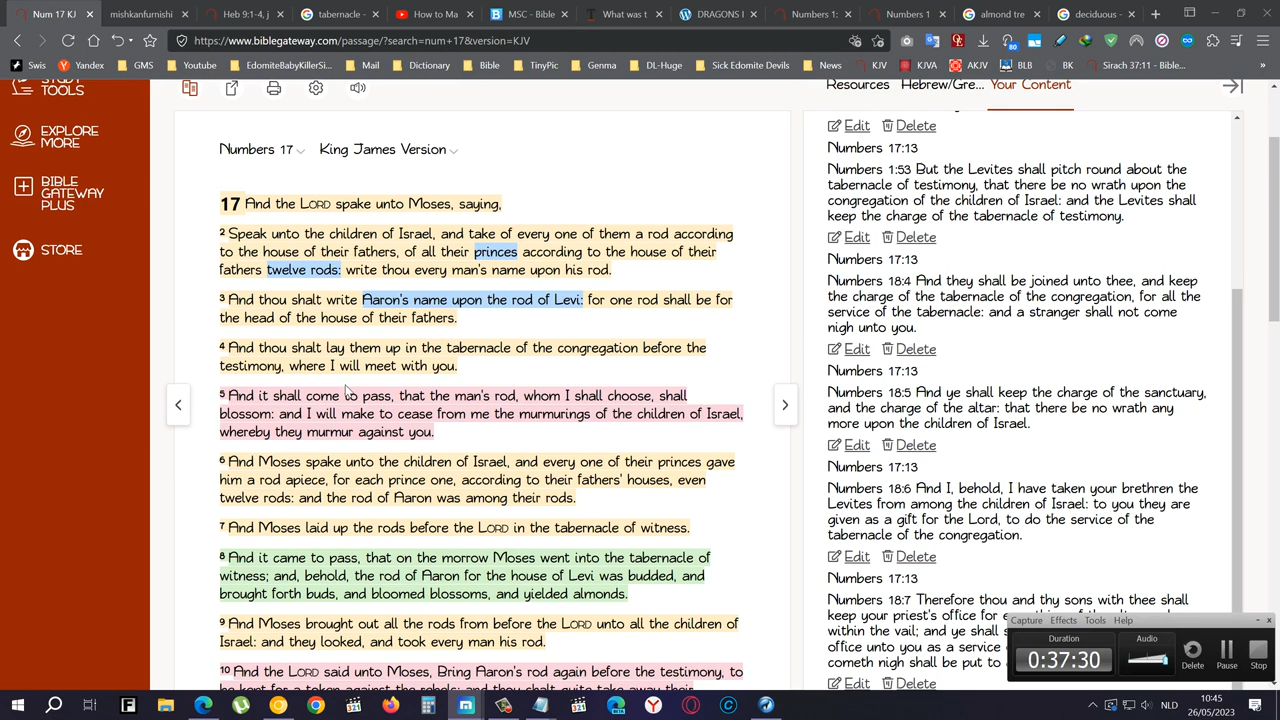 Num 17 KJ
mishkanfurnishi
Heb 9:1-4, i
tabernacle
How to Ma
MSC - Bible
What was t
DRAGONS I
Numbers 1:
Numbers 1
almond tre
deciduous -
https://www.biblegateway.com/passage/?search=num+17&version=KJV
80
Swis
Yandex
GMS
Youtube
EdomiteBabyKillerSi...
Mail
Dictionary
Bible
TinyPic
Genma
DL-Huge
Sick Edomite Devils
News
KJV
KJVA
AKJV
BLB
BK
Sirach 37:11 — Bible...
STUDY
TOOLS
EXPLORE
MORE
BIBLE
GATEWAY
PLUS
STORE
Numbers 17
King James Version
17 And the LORD spake unto Moses, saying,
2 Speak unto the children of Israel, and take of every one of them a rod according
to the house of their fathers, of all their princes according to the house of their
fathers twelve rods: write thou every man's name upon his rod.
3 And thou shalt write Aaron's name upon the rod of Levi: for one rod shall be for
the head of the house of their fathers.
4 And thou shalt lay them up in the tabernacle of the congregation before the
testimony, where I will meet with you.
5 And it shall come to pass, that the man's rod, whom I shall choose, shall
blossom: and I will make to cease from me the murmurings of the children of Israel,
whereby they murmur against you.
6 And Moses spake unto the children of Israel, and every one of their princes gave
him a rod apiece, for each prince one, according to their fathers' houses, even
twelve rods: and the rod of Aaron was among their rods.
7 And Moses laid up the rods before the LORD in the tabernacle of witness.
8 And it came to pass, that on the morrow Moses went into the tabernacle of
witness; and, behold, the rod of Aaron for the house of Levi was budded, and
brought forth buds, and bloomed blossoms, and yielded almonds.
9 And Moses brought out all the rods from before the LORD unto all the children of
Israel: and they looked, and took every man his rod.
10 And the LORD said unto Moses, Bring Aaron's rod again before the testimony, to
be kept for a token against the rebels; and thou shalt quite take away their
Resources
Hebrew/Gre...
Your Content
Edit Delete
Numbers 17:13
Numbers 1:53 But the Levites shall pitch round about the
tabernacle of testimony, that there be no wrath upon the
congregation of the children of Israel: and the Levites shall
keep the charge of the tabernacle of testimony.
Edit Delete
Numbers 17:13
Numbers 18:4 And they shall be joined unto thee, and keep
the charge of the tabernacle of the congregation, for all the
service of the tabernacle: and a stranger shall not come
nigh unto you.
Edit Delete
Numbers 17:13
Numbers 18:5 And ye shall keep the charge of the sanctuary,
and the charge of the altar: that there be no wrath any
more upon the children of Israel.
Edit Delete
Numbers 17:13
Numbers 18:6 And I, behold, I have taken your brethren the
Levites from among the children of Israel: to you they are
given as a gift for the Lord, to do the service of the
tabernacle of the congregation.
Edit Delete
Numbers 17:13
Numbers 18:7 Therefore thou and thy sons with thee shall
keep your priest's office for
within the vail; and ye shall s
office unto you as a service
cometh nigh shall be put to
Edit Delete
Capture Effects Tools Help
Duration
0:37:30
Audio
Delete
Pause
Stop
NLD
10:45
26/05/2023